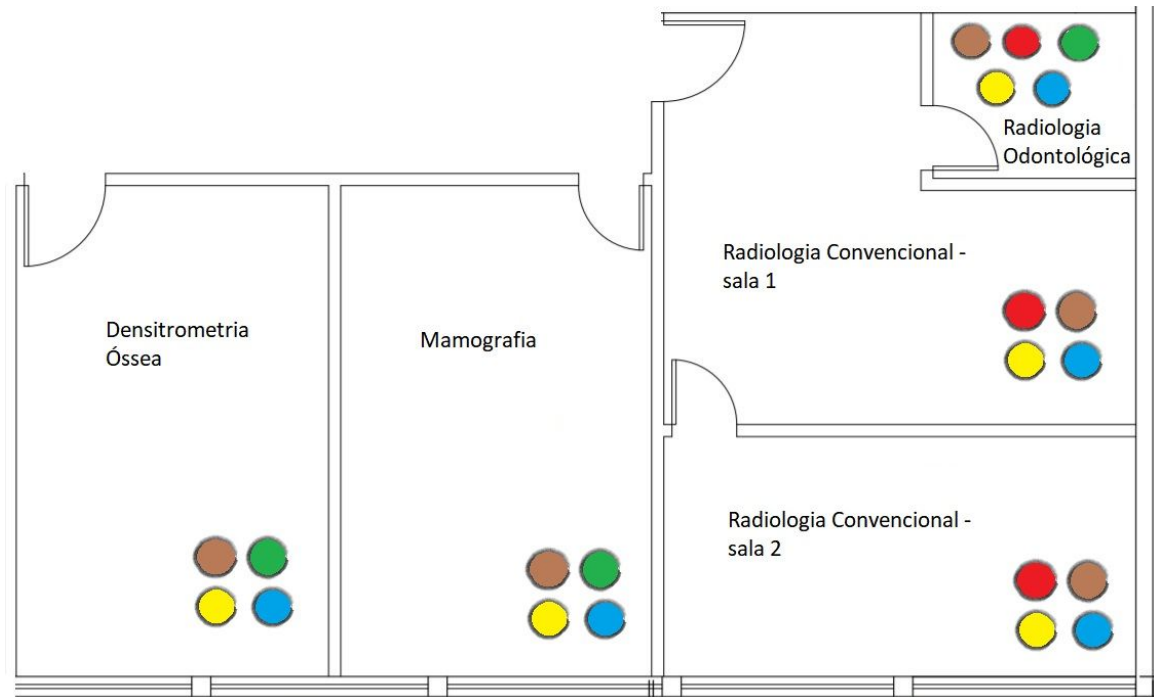 Radiologia
Odontológica
Radiologia Convencional -
sala 1
Densitrometria
Óssea
Mamografia
Radiologia Convencional -
sala 2